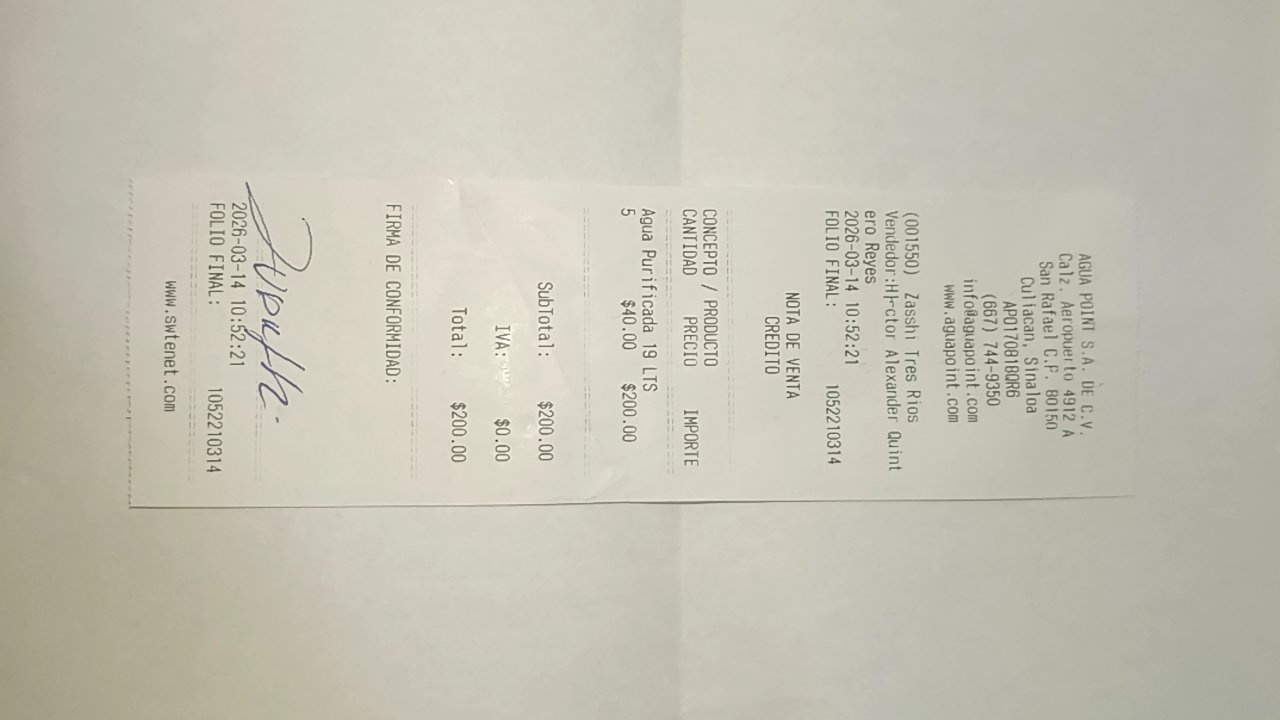 AGUA POINT S.A. DE C.V.
Calz. Aeropuerto 4912 A
San Rafael C.P. 80150
Culiacan, Sinaloa
APO170818QR6
(667) 744-9350
info@aguapoint.com
www.aguapoint.com
(001550) Zasshi Tres Rios
Vendedor:H├ctor Alexander Quint
ero Reyes
2026-03-14 10:52:21
FOLIO FINAL: 1052210314
NOTA DE VENTA
CREDITO
CONCEPTO / PRODUCTO
CANTIDAD PRECIO IMPORTE
Agua Purificada 19 LTS
5 $40.00 $200.00
SubTotal: $200.00
IVA: $0.00
Total: $200.00
FIRMA DE CONFORMIDAD:
2026-03-14 10:52:21
FOLIO FINAL: 1052210314
www.swtenet.com